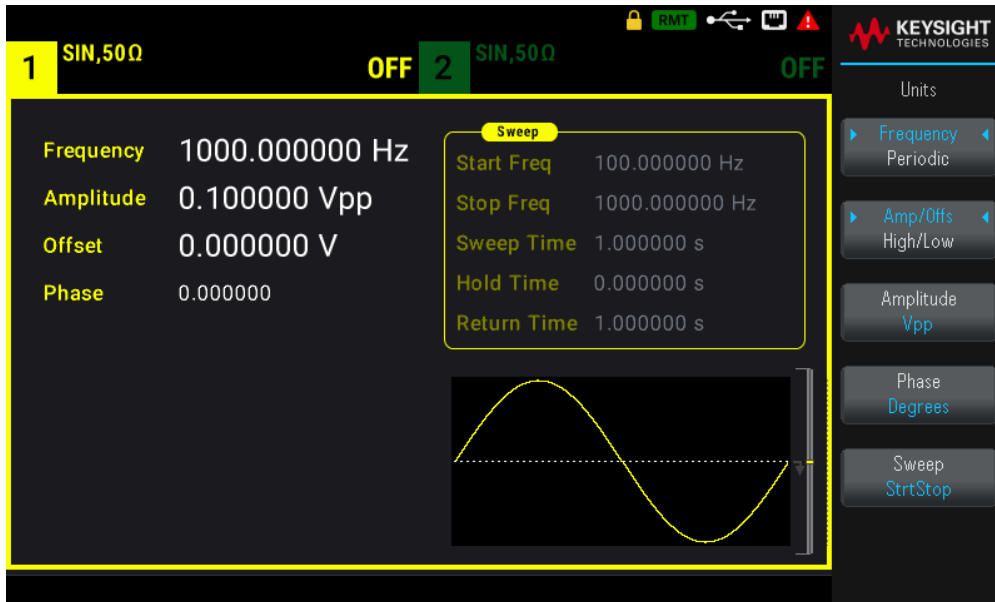 RMT
KEYSIGHT
TECHNOLOGIES
1 SIN,50Ω OFF
2 SIN,50Ω OFF
Units
Frequency 1000.000000 Hz
Amplitude 0.100000 Vpp
Offset 0.000000 V
Phase 0.000000
Sweep
Start Freq 100.000000 Hz
Stop Freq 1000.000000 Hz
Sweep Time 1.000000 s
Hold Time 0.000000 s
Return Time 1.000000 s
Frequency
Periodic
Amp/Offs
High/Low
Amplitude
Vpp
Phase
Degrees
Sweep
StrtStop